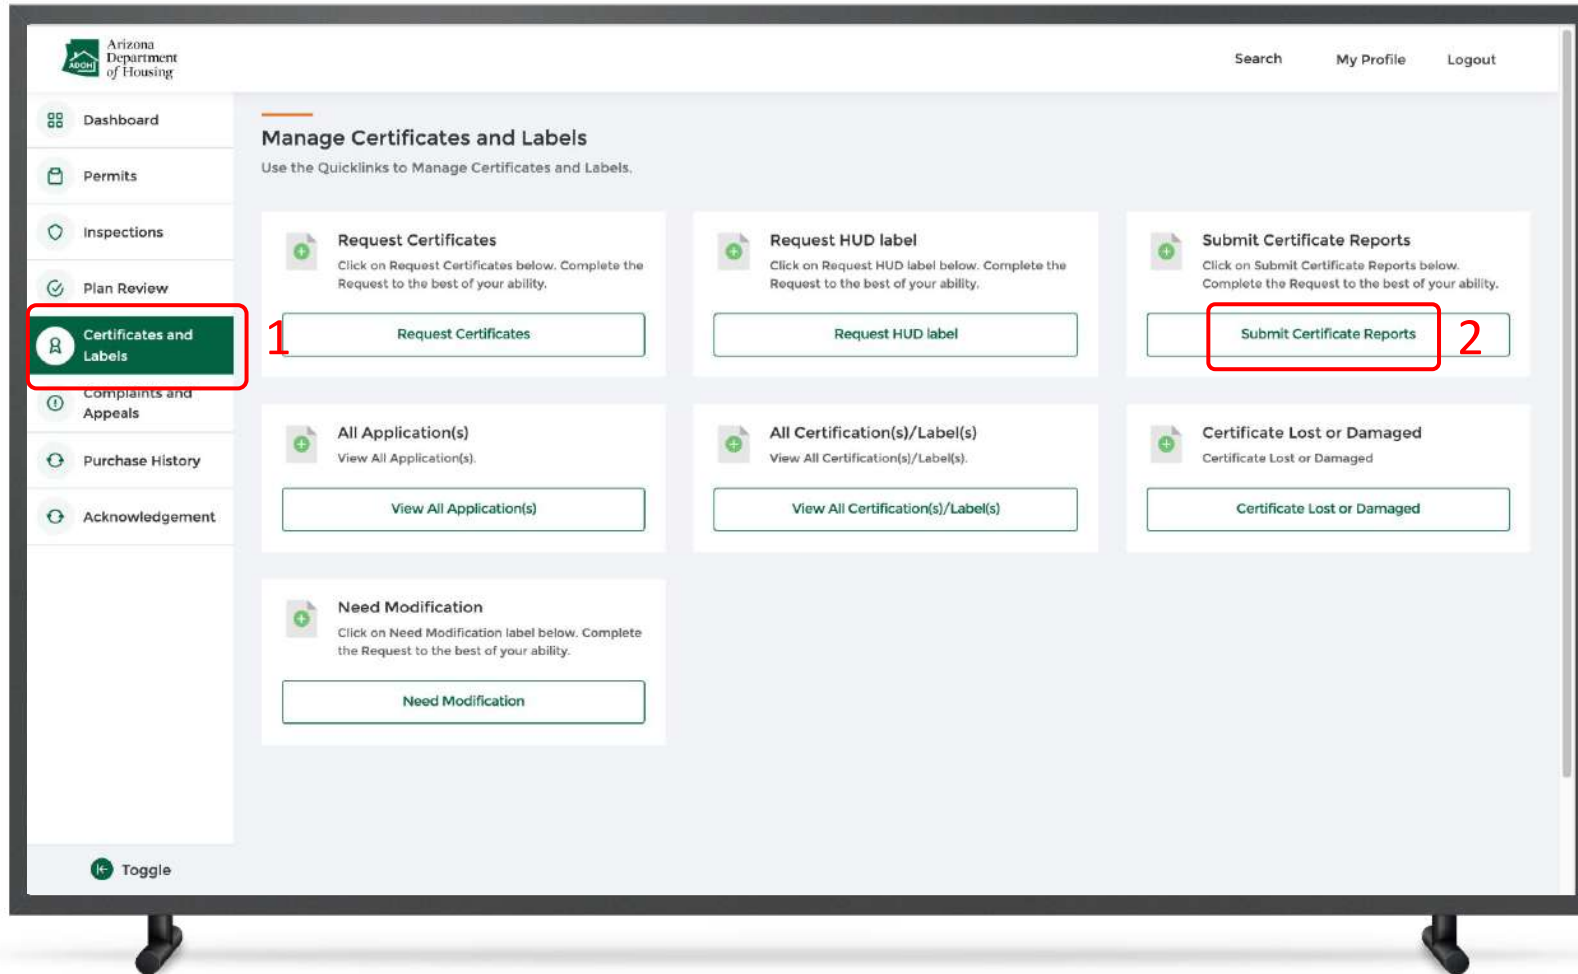 Arizona
Department
of Housing
ADOH
Search
My Profile
Logout
Dashboard
Permits
Inspections
Plan Review
Certificates and
Labels
1
Complaints and
Appeals
Purchase History
Acknowledgement
Toggle
Manage Certificates and Labels
Use the Quicklinks to Manage Certificates and Labels.
Request Certificates
Click on Request Certificates below. Complete the
Request to the best of your ability.
Request Certificates
Request HUD label
Click on Request HUD label below. Complete the
Request to the best of your ability.
Request HUD label
Submit Certificate Reports
Click on Submit Certificate Reports below.
Complete the Request to the best of your ability.
Submit Certificate Reports
2
All Application(s)
View All Application(s).
View All Application(s)
All Certification(s)/Label(s)
View All Certification(s)/Label(s).
View All Certification(s)/Label(s)
Certificate Lost or Damaged
Certificate Lost or Damaged
Certificate Lost or Damaged
Need Modification
Click on Need Modification label below. Complete
the Request to the best of your ability.
Need Modification